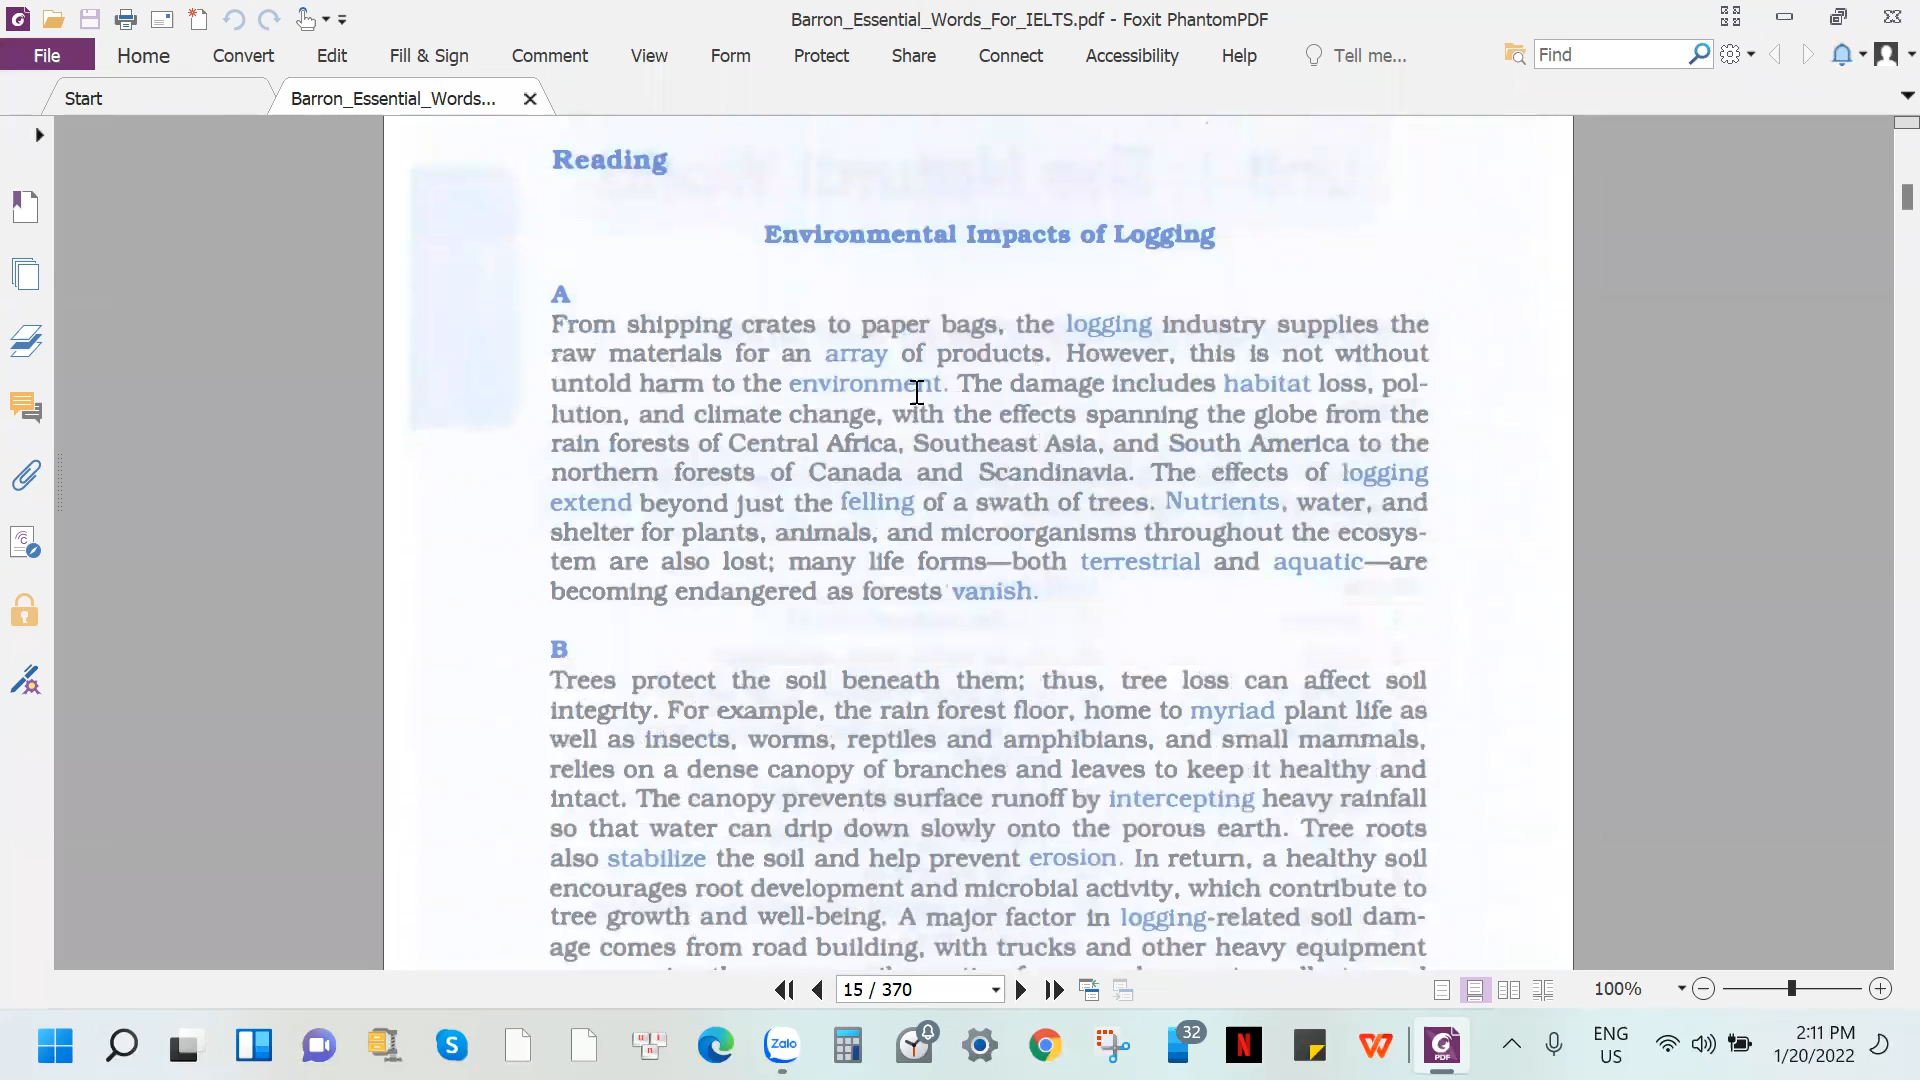 Barron_Essential_Words_For_IELTS.pdf - Foxit PhantomPDF
File Home Convert Edit Fill & Sign Comment View Form Protect Share Connect Accessibility Help Tell me... Find
Start Barron_Essential_Words...
Reading
Environmental Impacts of Logging
A
From shipping crates to paper bags, the logging industry supplies the
raw materials for an array of products. However, this is not without
untold harm to the environment. The damage includes habitat loss, pol-
lution, and climate change, with the effects spanning the globe from the
rain forests of Central Africa, Southeast Asia, and South America to the
northern forests of Canada and Scandinavia. The effects of logging
extend beyond just the felling of a swath of trees. Nutrients, water, and
shelter for plants, animals, and microorganisms throughout the ecosys-
tem are also lost; many life forms—both terrestrial and aquatic—are
becoming endangered as forests vanish.
B
Trees protect the soil beneath them; thus, tree loss can affect soil
integrity. For example, the rain forest floor, home to myriad plant life as
well as insects, worms, reptiles and amphibians, and small mammals,
relies on a dense canopy of branches and leaves to keep it healthy and
intact. The canopy prevents surface runoff by intercepting heavy rainfall
so that water can drip down slowly onto the porous earth. Tree roots
also stabilize the soil and help prevent erosion. In return, a healthy soil
encourages root development and microbial activity, which contribute to
tree growth and well-being. A major factor in logging-related soil dam-
age comes from road building, with trucks and other heavy equipment
15 / 370 100%
Zalo 32 N PDF ENG 2:11 PM
US 1/20/2022